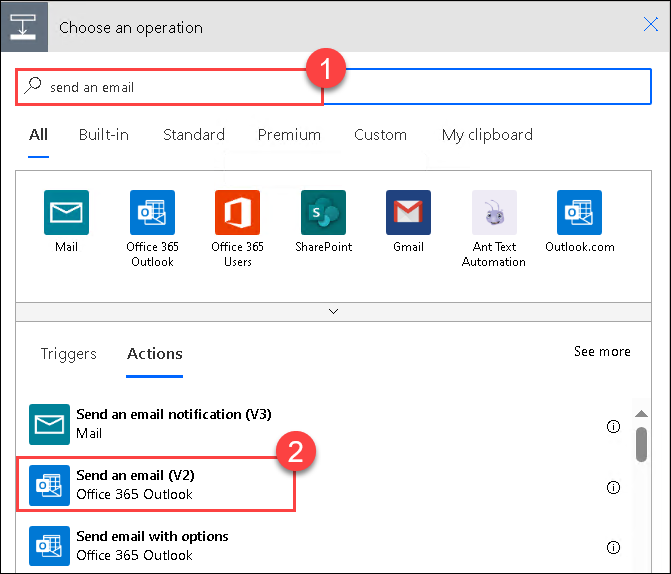 Choose an operation
1
send an email
All Built-in Standard Premium Custom My clipboard
Mail
Office 365
Outlook
Office 365
Users
SharePoint
Gmail
Ant Text
Automation
Outlook.com
Triggers Actions See more
Send an email notification (V3)
Mail
2
Send an email (V2)
Office 365 Outlook
Send email with options
Office 365 Outlook